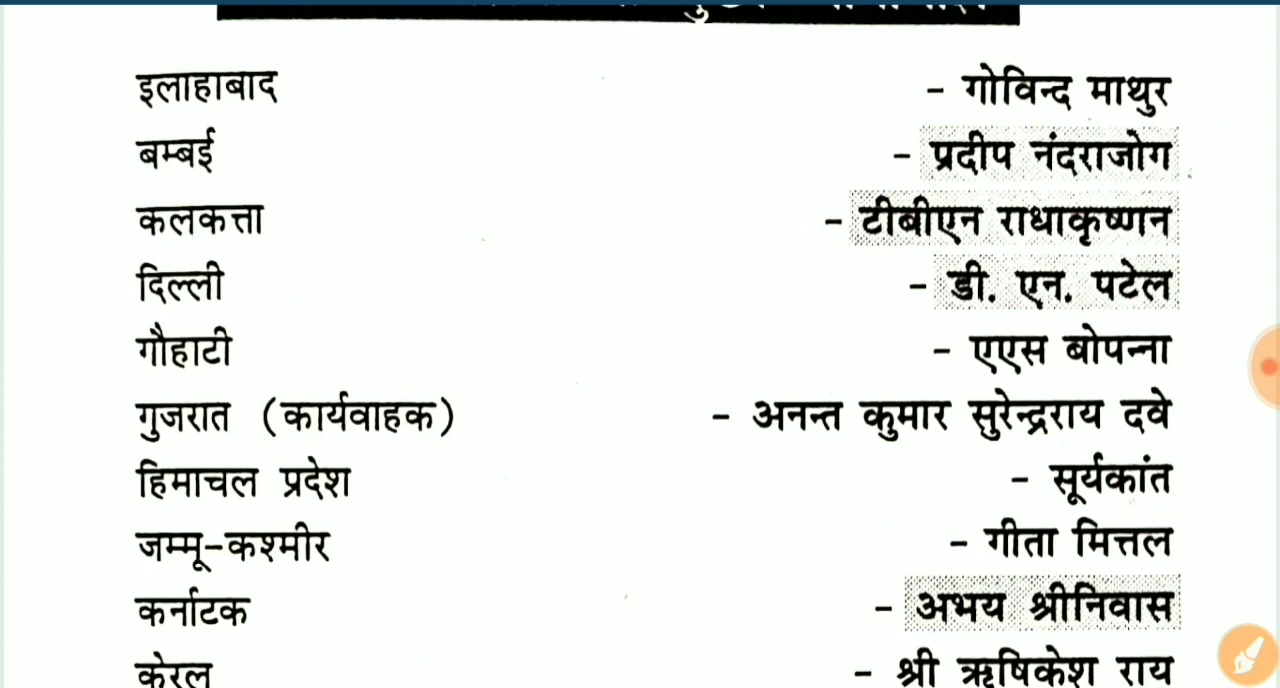 इलाहाबाद - गोविन्द माथुर
बम्बई - प्रदीप नंदराजोग
कलकत्ता - टीबीएन राधाकृष्णन
दिल्ली - डी. एन. पटेल
गौहाटी - एएस बोपन्ना
गुजरात (कार्यवाहक) - अनन्त कुमार सुरेन्द्रराय दवे
हिमाचल प्रदेश - सूर्यकांत
जम्मू-कश्मीर - गीता मित्तल
कर्नाटक - अभय श्रीनिवास
केरल - श्री ऋषिकेश राय